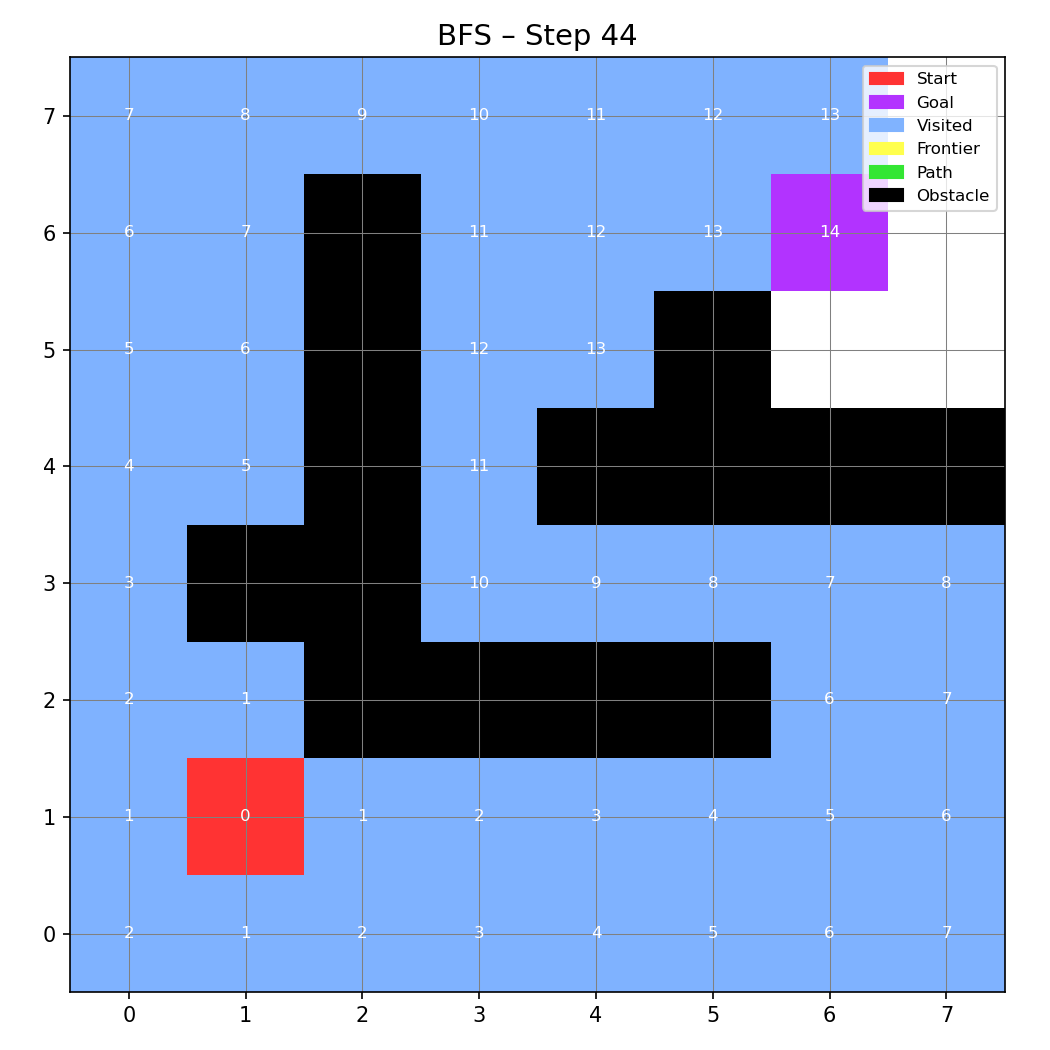 BFS – Step 44
Start
Goal
Visited
Frontier
Path
Obstacle
7 7 8 9 10 11 12 13
6 6 7 11 12 13 14
5 5 6 12 13
4 4 5 11
3 3 10 9 8 7 8
2 2 1 6 7
1 1 0 1 2 3 4 5 6
0 2 1 2 3 4 5 6 7
0 1 2 3 4 5 6 7